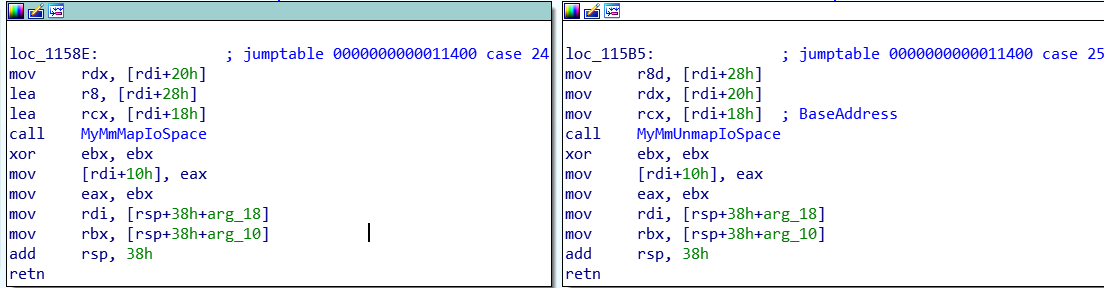 loc_1158E: ; jumptable 0000000000011400 case 24
mov rdx, [rdi+20h]
lea r8, [rdi+28h]
lea rcx, [rdi+18h]
call MyMmMapIoSpace
xor ebx, ebx
mov [rdi+10h], eax
mov eax, ebx
mov rdi, [rsp+38h+arg_18]
mov rbx, [rsp+38h+arg_10]
add rsp, 38h
retn
loc_115B5: ; jumptable 0000000000011400 case 25
mov r8d, [rdi+28h]
mov rdx, [rdi+20h]
mov rcx, [rdi+18h] ; BaseAddress
call MyMmUnmapIoSpace
xor ebx, ebx
mov [rdi+10h], eax
mov eax, ebx
mov rdi, [rsp+38h+arg_18]
mov rbx, [rsp+38h+arg_10]
add rsp, 38h
retn